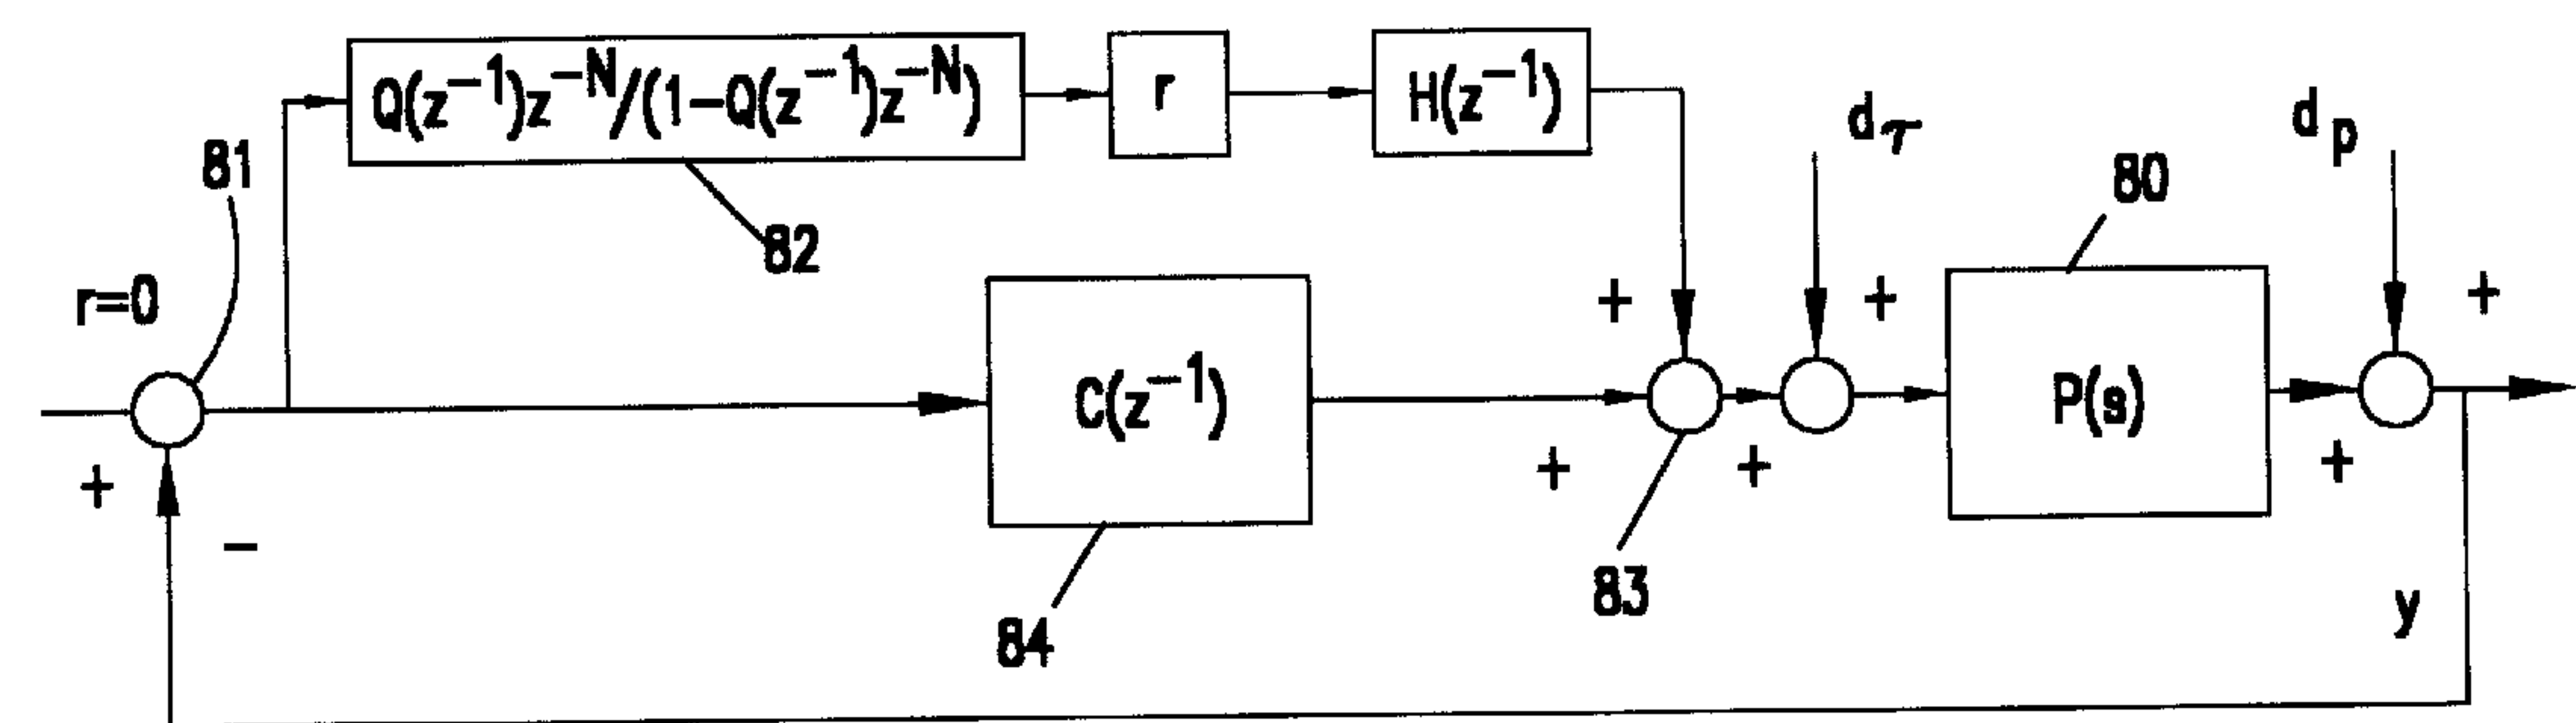 Q(z⁻¹)z⁻ᴺ/(1−Q(z⁻¹)z⁻ᴺ)
r
H(z⁻¹)
dτ
dp
81
82
80
r=0
+
+
+
C(z⁻¹)
P(s)
+
−
+
+
+
83
84
y